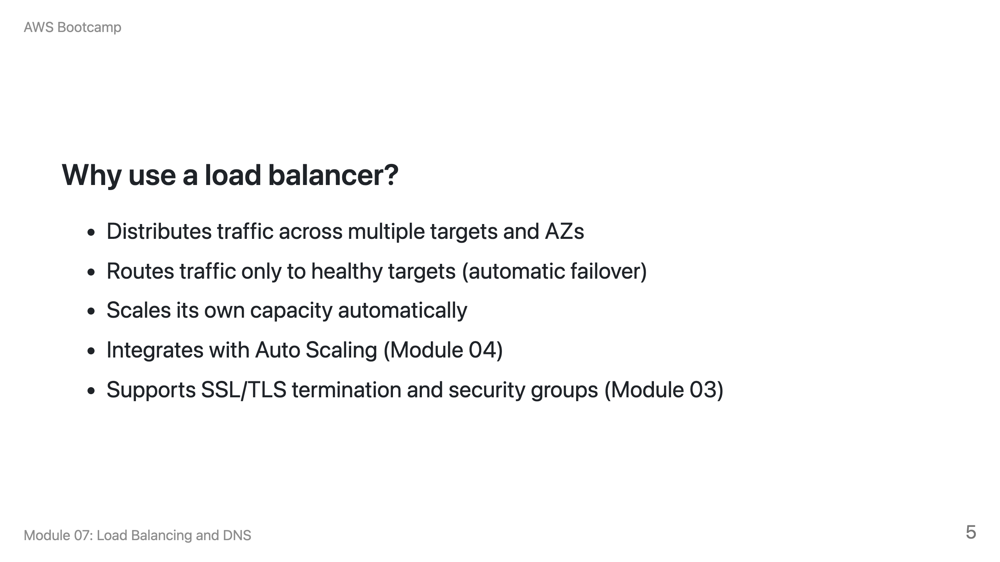 AWS Bootcamp
Why use a load balancer?
• Distributes traffic across multiple targets and AZs
• Routes traffic only to healthy targets (automatic failover)
• Scales its own capacity automatically
• Integrates with Auto Scaling (Module 04)
• Supports SSL/TLS termination and security groups (Module 03)
Module 07: Load Balancing and DNS
5